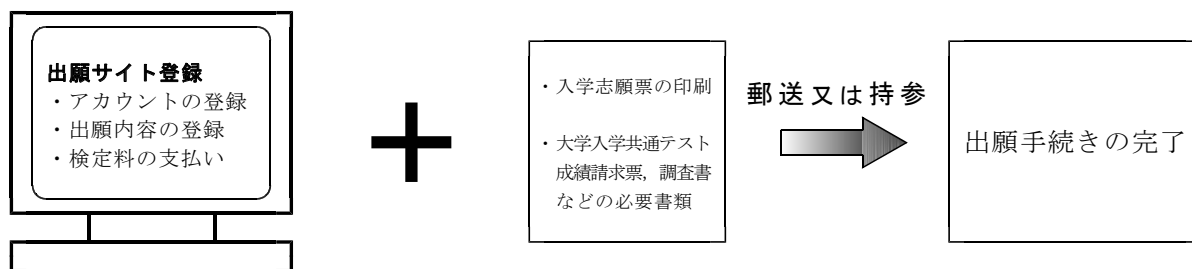 出願サイト登録
・アカウントの登録
・出願内容の登録
・検定料の支払い
・入学志願票の印刷
・大学入学共通テスト
成績請求票，調査書
などの必要書類
郵送又は持参
出願手続きの完了